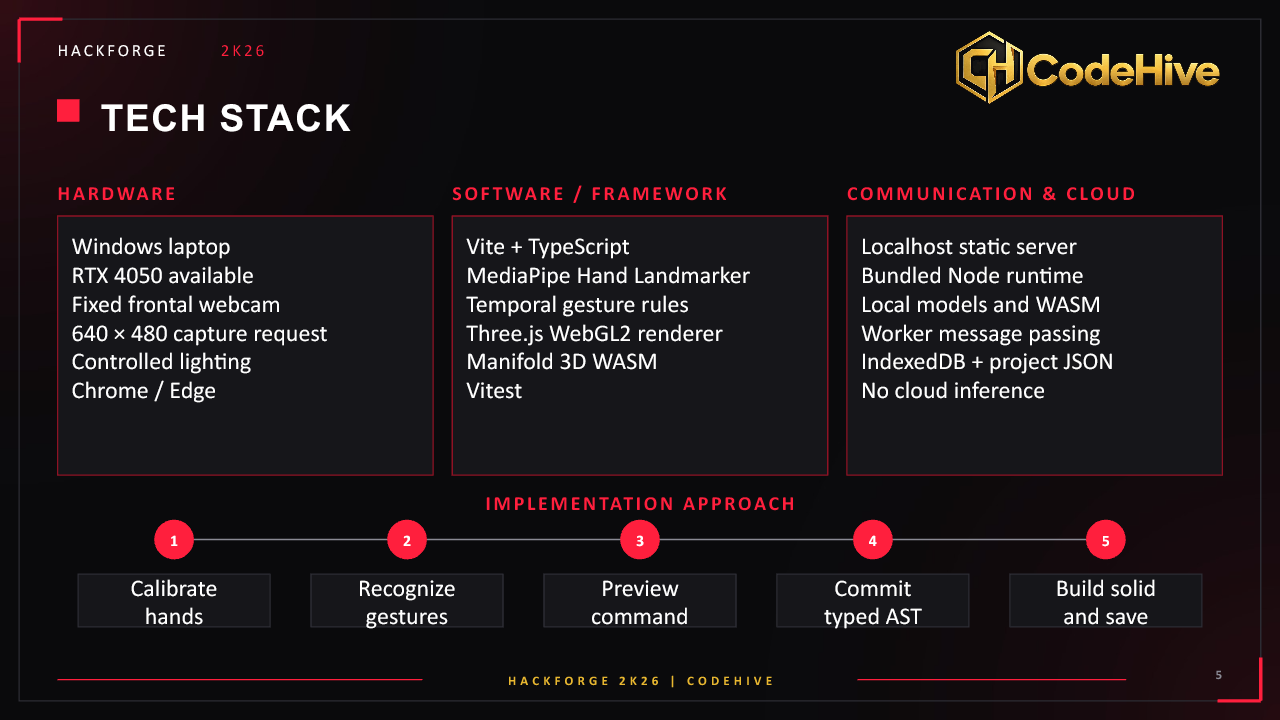 HACKFORGE 2K26
CodeHive
TECH STACK
HARDWARE
Windows laptop
RTX 4050 available
Fixed frontal webcam
640 × 480 capture request
Controlled lighting
Chrome / Edge
SOFTWARE / FRAMEWORK
Vite + TypeScript
MediaPipe Hand Landmarker
Temporal gesture rules
Three.js WebGL2 renderer
Manifold 3D WASM
Vitest
COMMUNICATION & CLOUD
Localhost static server
Bundled Node runtime
Local models and WASM
Worker message passing
IndexedDB + project JSON
No cloud inference
IMPLEMENTATION APPROACH
1
Calibrate
hands
2
Recognize
gestures
3
Preview
command
4
Commit
typed AST
5
Build solid
and save
HACKFORGE 2K26 | CODEHIVE
5